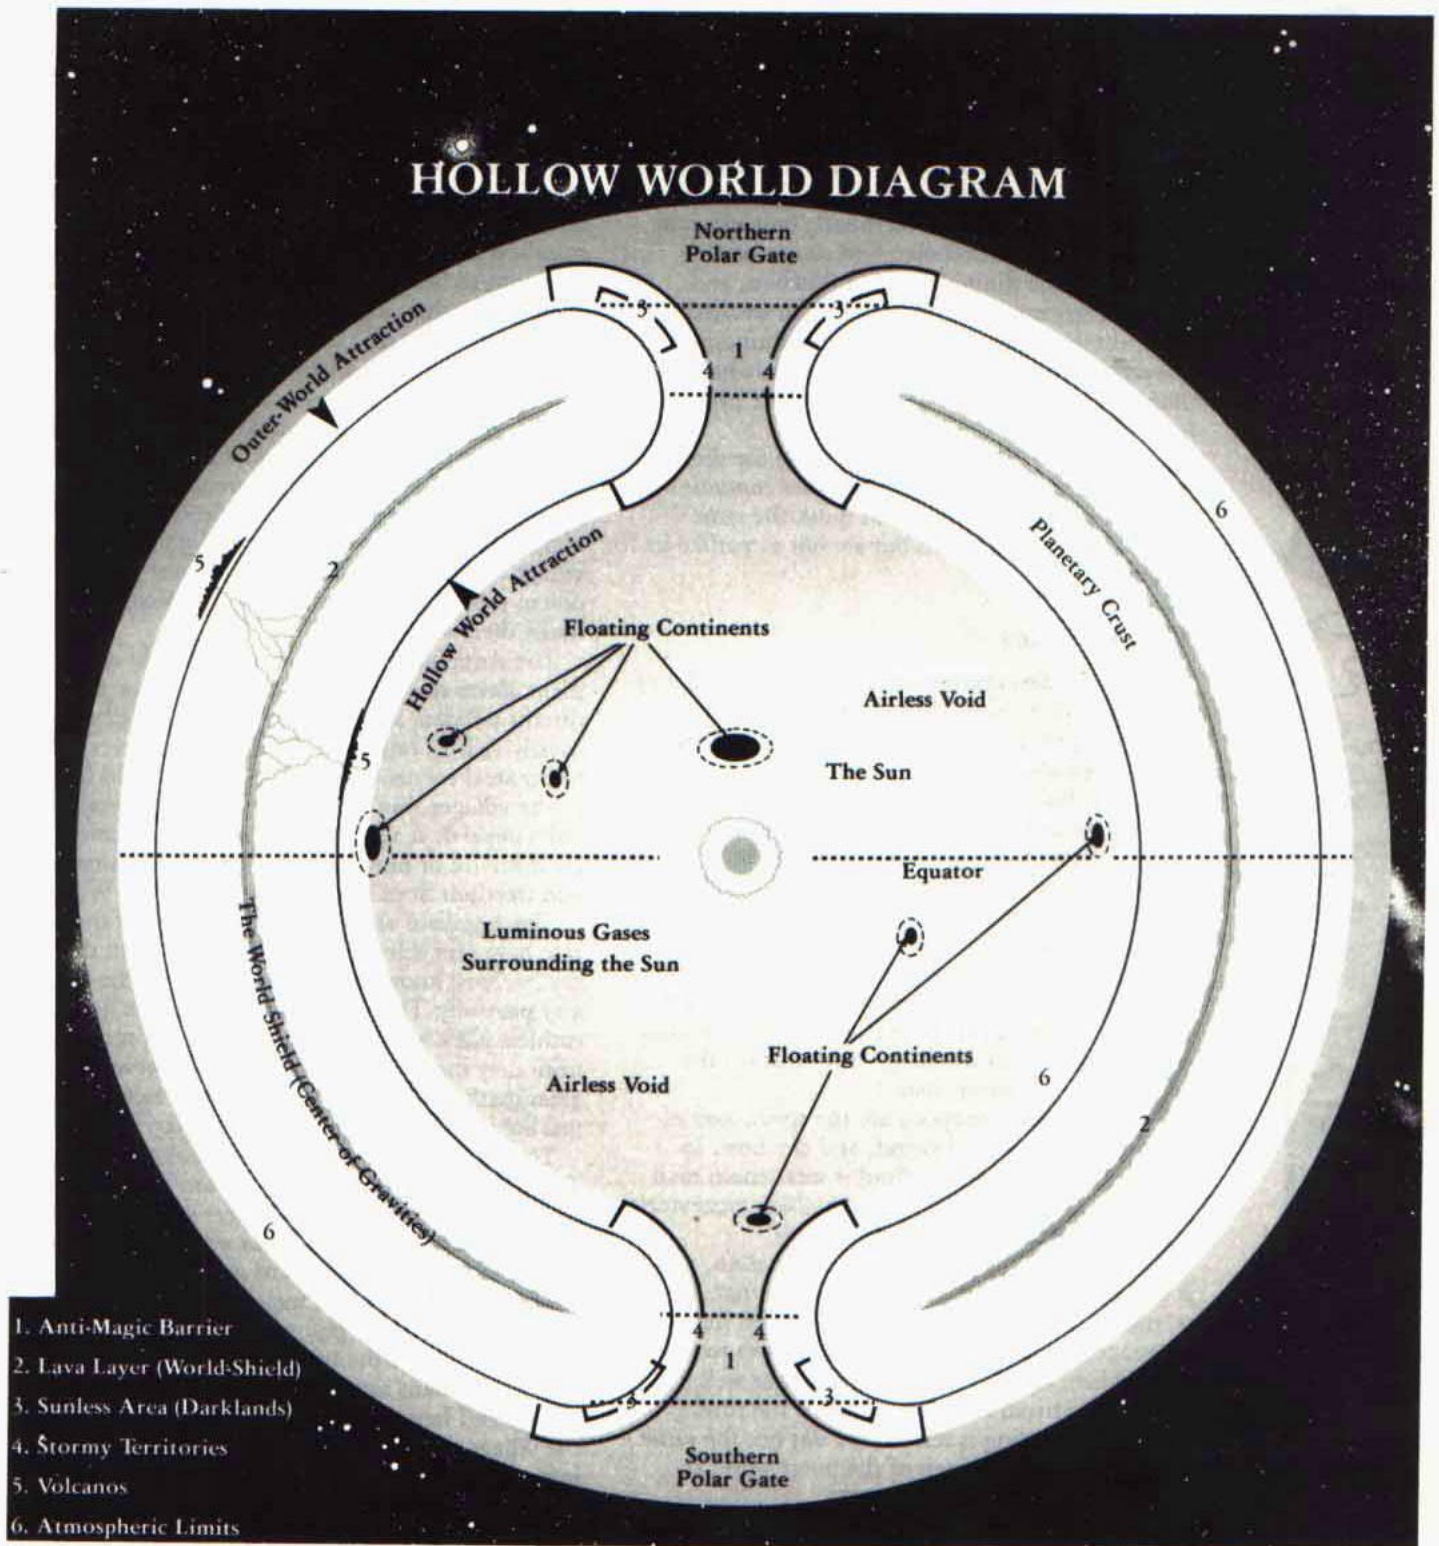 HOLLOW WORLD DIAGRAM
Northern
Polar Gate
3
3
1
4
4
Outer-World Attraction
6
Planetary Crust
5
2
Hollow World Attraction
Floating Continents
Airless Void
5
The Sun
Equator
Luminous Gases
Surrounding the Sun
The World Shield (Center of Gravities)
Floating Continents
6
Airless Void
2
6
4
4
1
3
3
Southern
Polar Gate
1. Anti-Magic Barrier
2. Lava Layer (World-Shield)
3. Sunless Area (Darklands)
4. Stormy Territories
5. Volcanos
6. Atmospheric Limits